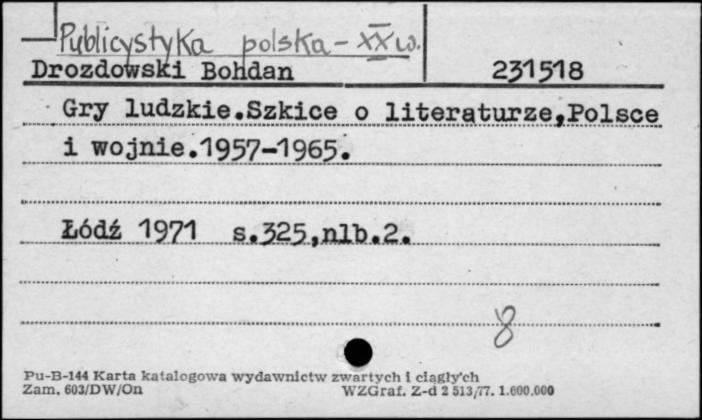 Publicystyka polska - XX w.
Drozdowski Bohdan 231518
Gry ludzkie.Szkice o literaturze,Polsce
i wojnie.1957-1965.
Łódź 1971 s.325,nlb.2.
8
Pu-B-144 Karta katalogowa wydawnictw zwartych i ciągłych
Zam. 603/DW/On WZGraf. Z-d 2 513/77. 1.600.000